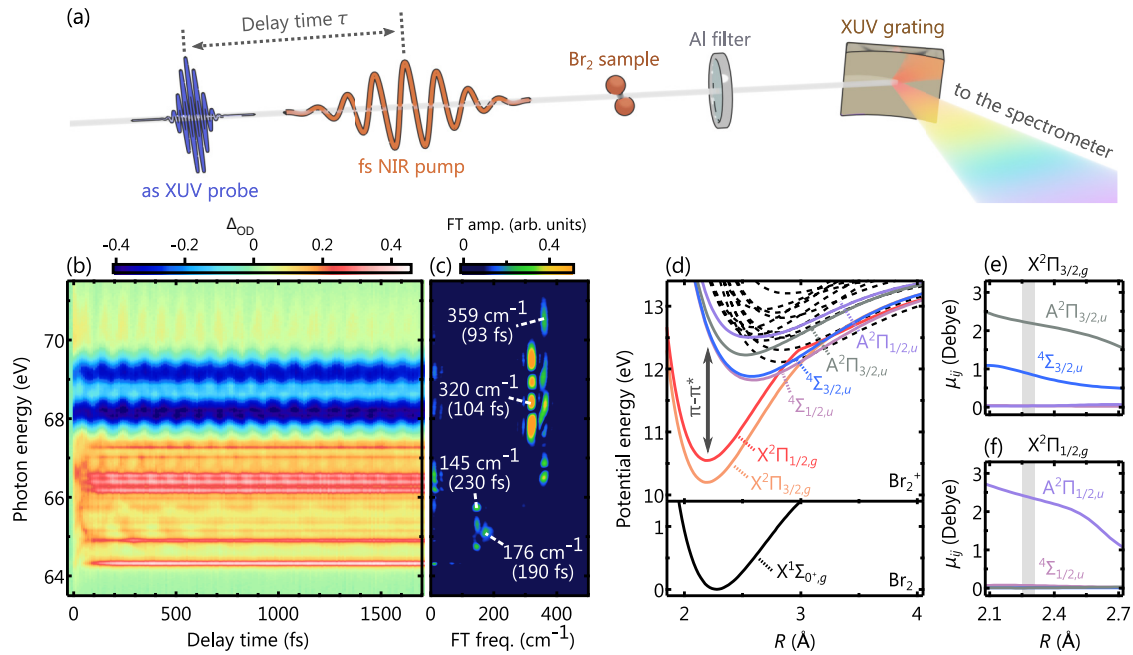 (a)
Delay time τ
XUV grating
Al filter
Br₂ sample
to the spectrometer
fs NIR pump
as XUV probe
Δ_OD
FT amp. (arb. units)
-0.4 -0.2 0 0.2 0.4
0 0.4
(b)
(c)
(d)
(e)
(f)
Photon energy (eV)
70
68
66
64
0 500 1000 1500
Delay time (fs)
359 cm⁻¹
(93 fs)
320 cm⁻¹
(104 fs)
145 cm⁻¹
(230 fs)
176 cm⁻¹
(190 fs)
0 200 400
FT freq. (cm⁻¹)
Potential energy (eV)
13
12
11
10
1
0
π-π*
A²Π₁/₂,u
A²Π₃/₂,u
⁴Σ₃/₂,u
⁴Σ₁/₂,u
X²Π₁/₂,g
X²Π₃/₂,g
Br₂⁺
X¹Σ₀⁺,g
Br₂
2 3 4
R (Å)
X²Π₃/₂,g
μij (Debye)
3
2
1
0
A²Π₃/₂,u
⁴Σ₃/₂,u
X²Π₁/₂,g
μij (Debye)
3
2
1
0
A²Π₁/₂,u
⁴Σ₁/₂,u
2.1 2.4 2.7
R (Å)